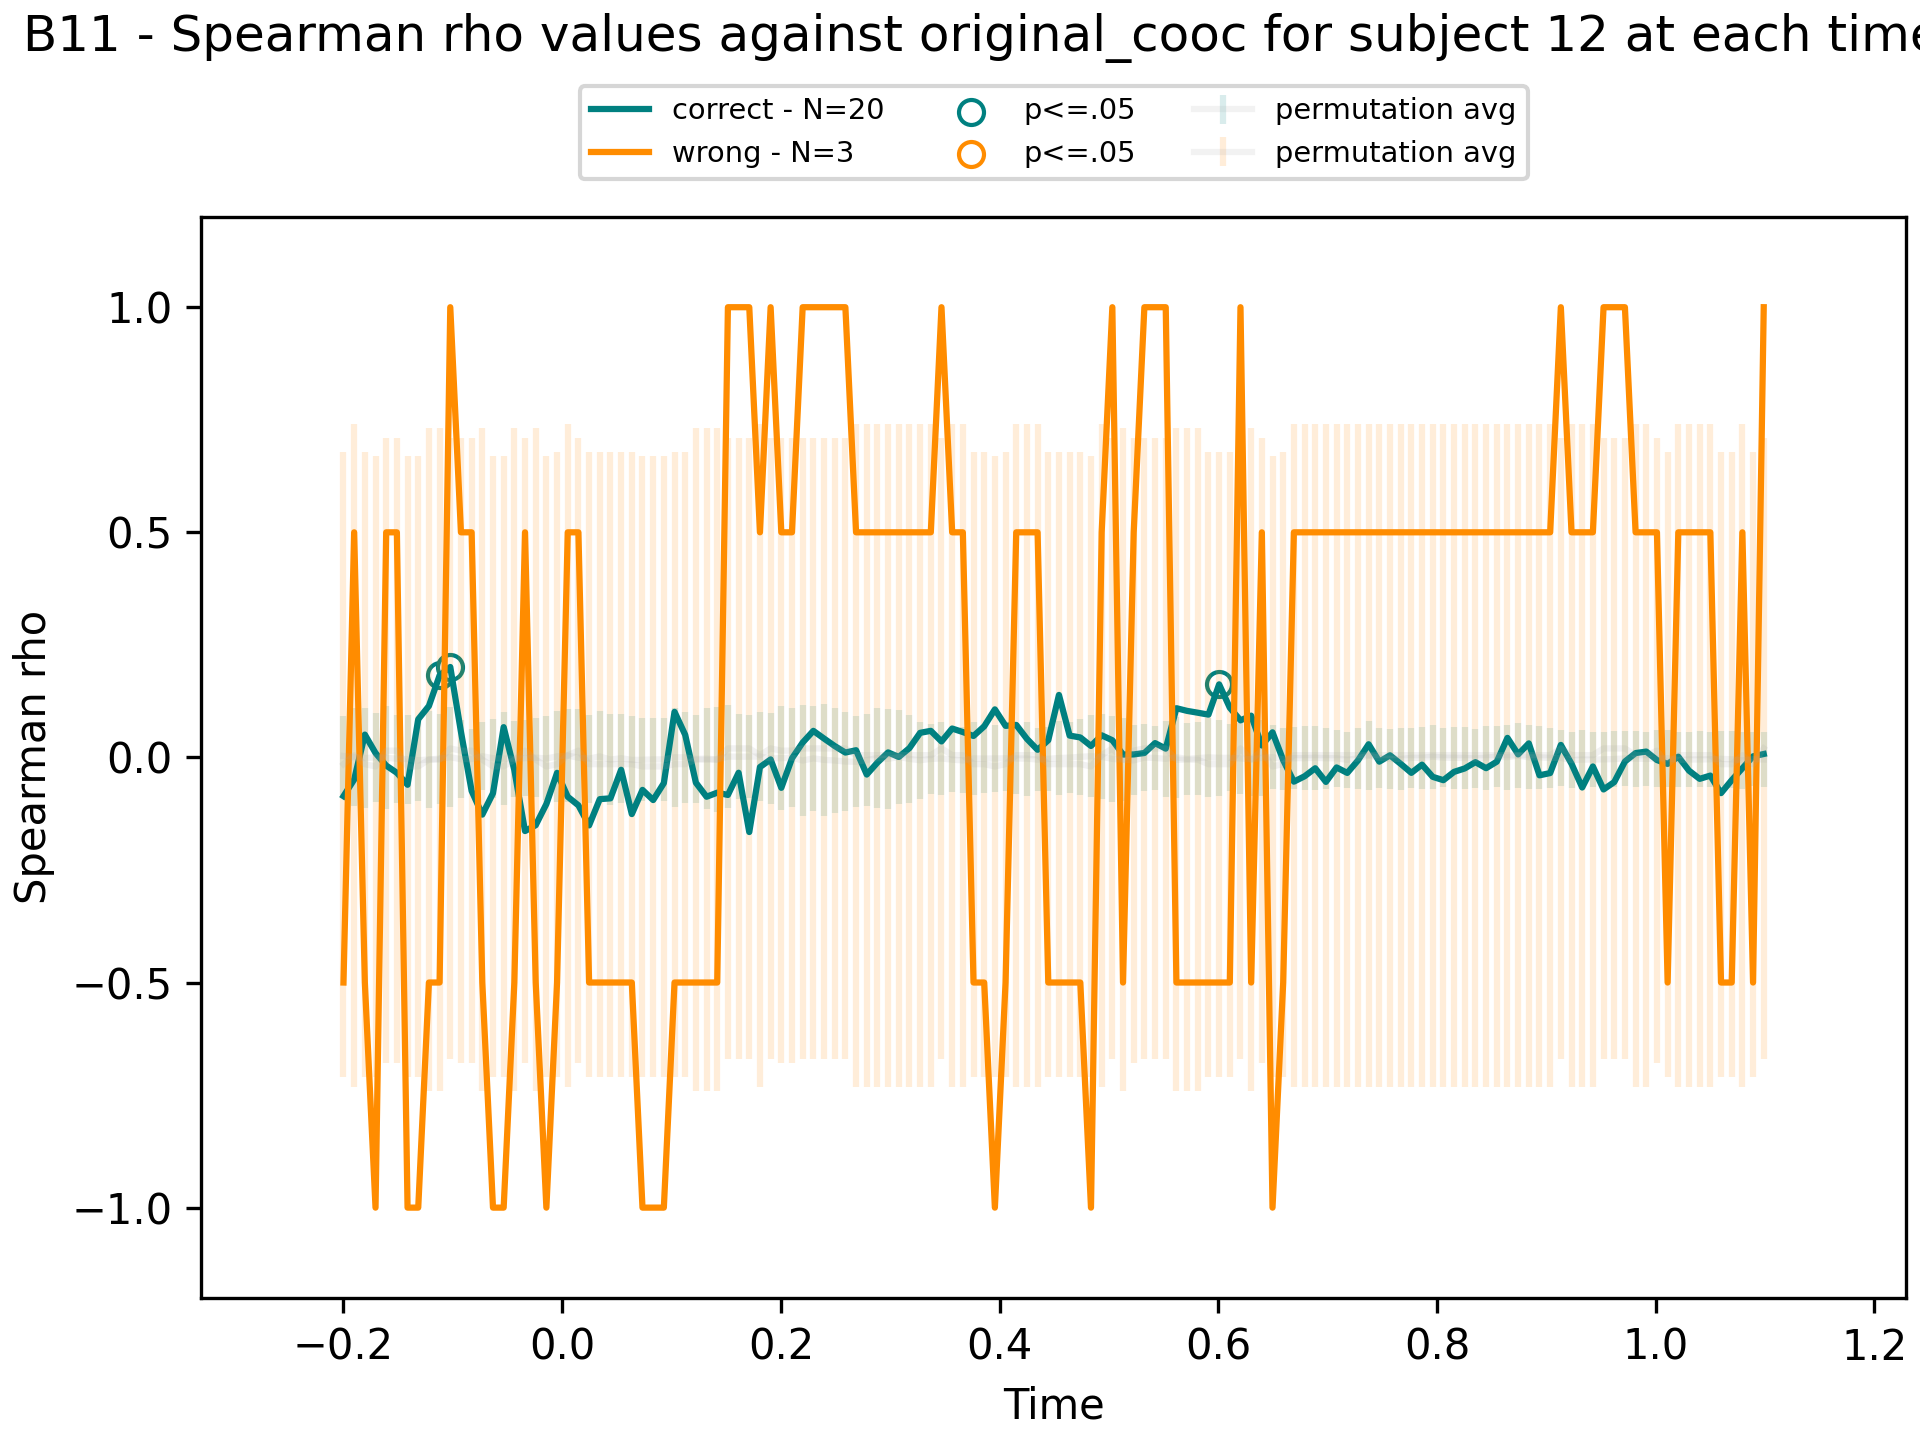 B11 - Spearman rho values against original_cooc for subject 12 at each time
correct - N=20
wrong - N=3
p<=.05
p<=.05
permutation avg
permutation avg
1.0
0.5
0.0
−0.5
−1.0
Spearman rho
−0.2 0.0 0.2 0.4 0.6 0.8 1.0 1.2
Time